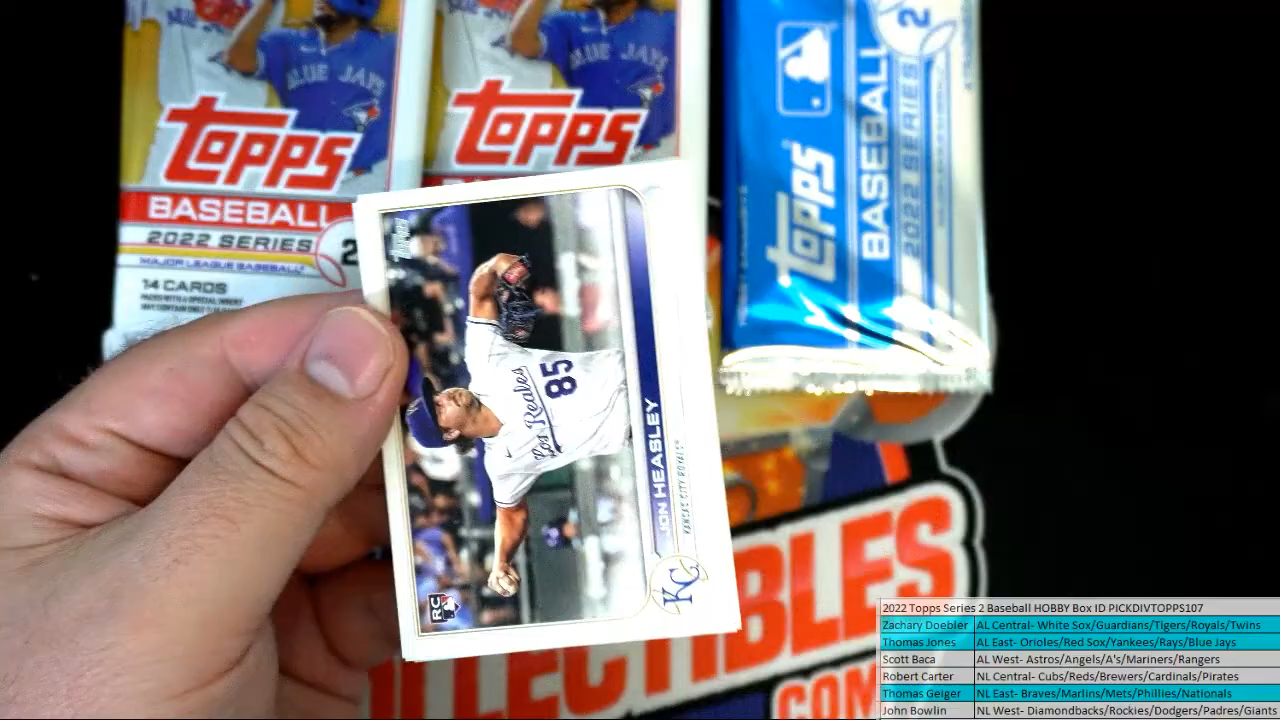 BLUE JAYS
TOPPS
BASEBALL
2022 SERIES 2
MAJOR LEAGUE BASEBALL
14 CARDS
BLUE JAYS
TOPPS
TOPPS
BASEBALL
2022 SERIES
2
Topps
Los Reales
85
JON HEASLEY
KANSAS CITY ROYALS
KC
RC
COM
2022 Topps Series 2 Baseball HOBBY Box ID PICKDIVTOPPS107
Zachary Doebler AL Central- White Sox/Guardians/Tigers/Royals/Twins
Thomas Jones AL East- Orioles/Red Sox/Yankees/Rays/Blue Jays
Scott Baca AL West- Astros/Angels/A's/Mariners/Rangers
Robert Carter NL Central- Cubs/Reds/Brewers/Cardinals/Pirates
Thomas Geiger NL East- Braves/Marlins/Mets/Phillies/Nationals
John Bowlin NL West- Diamondbacks/Rockies/Dodgers/Padres/Giants